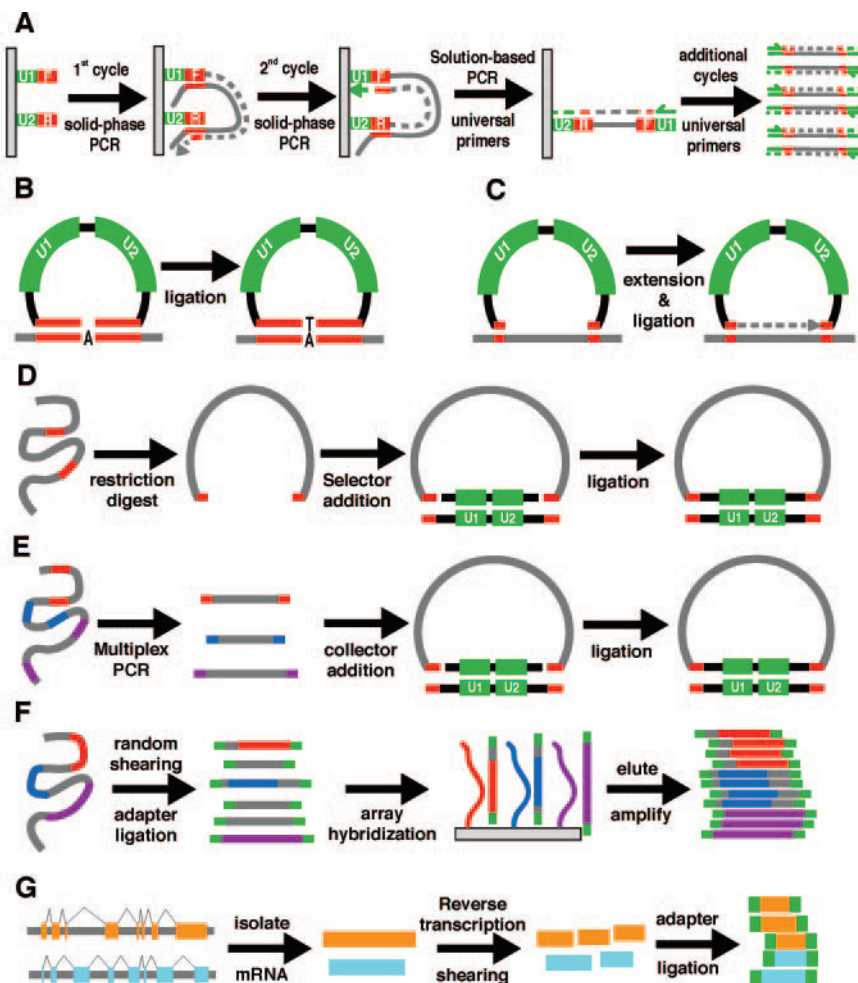 A
U1 F
U2 R
1st cycle
solid-phase
PCR
U1 F
U2 R
2nd cycle
solid-phase
PCR
U1 F
U2 R
Solution-based
PCR
universal
primers
U2 R F U1
additional
cycles
universal
primers
B
U1 U2
A
ligation
U1 U2
T
A
C
U1 U2
extension
&
ligation
U1 U2
D
restriction
digest
Selector
addition
U1 U2
ligation
U1 U2
E
Multiplex
PCR
collector
addition
U1 U2
ligation
U1 U2
F
random
shearing
adapter
ligation
array
hybridization
elute
amplify
G
isolate
mRNA
Reverse
transcription
shearing
adapter
ligation